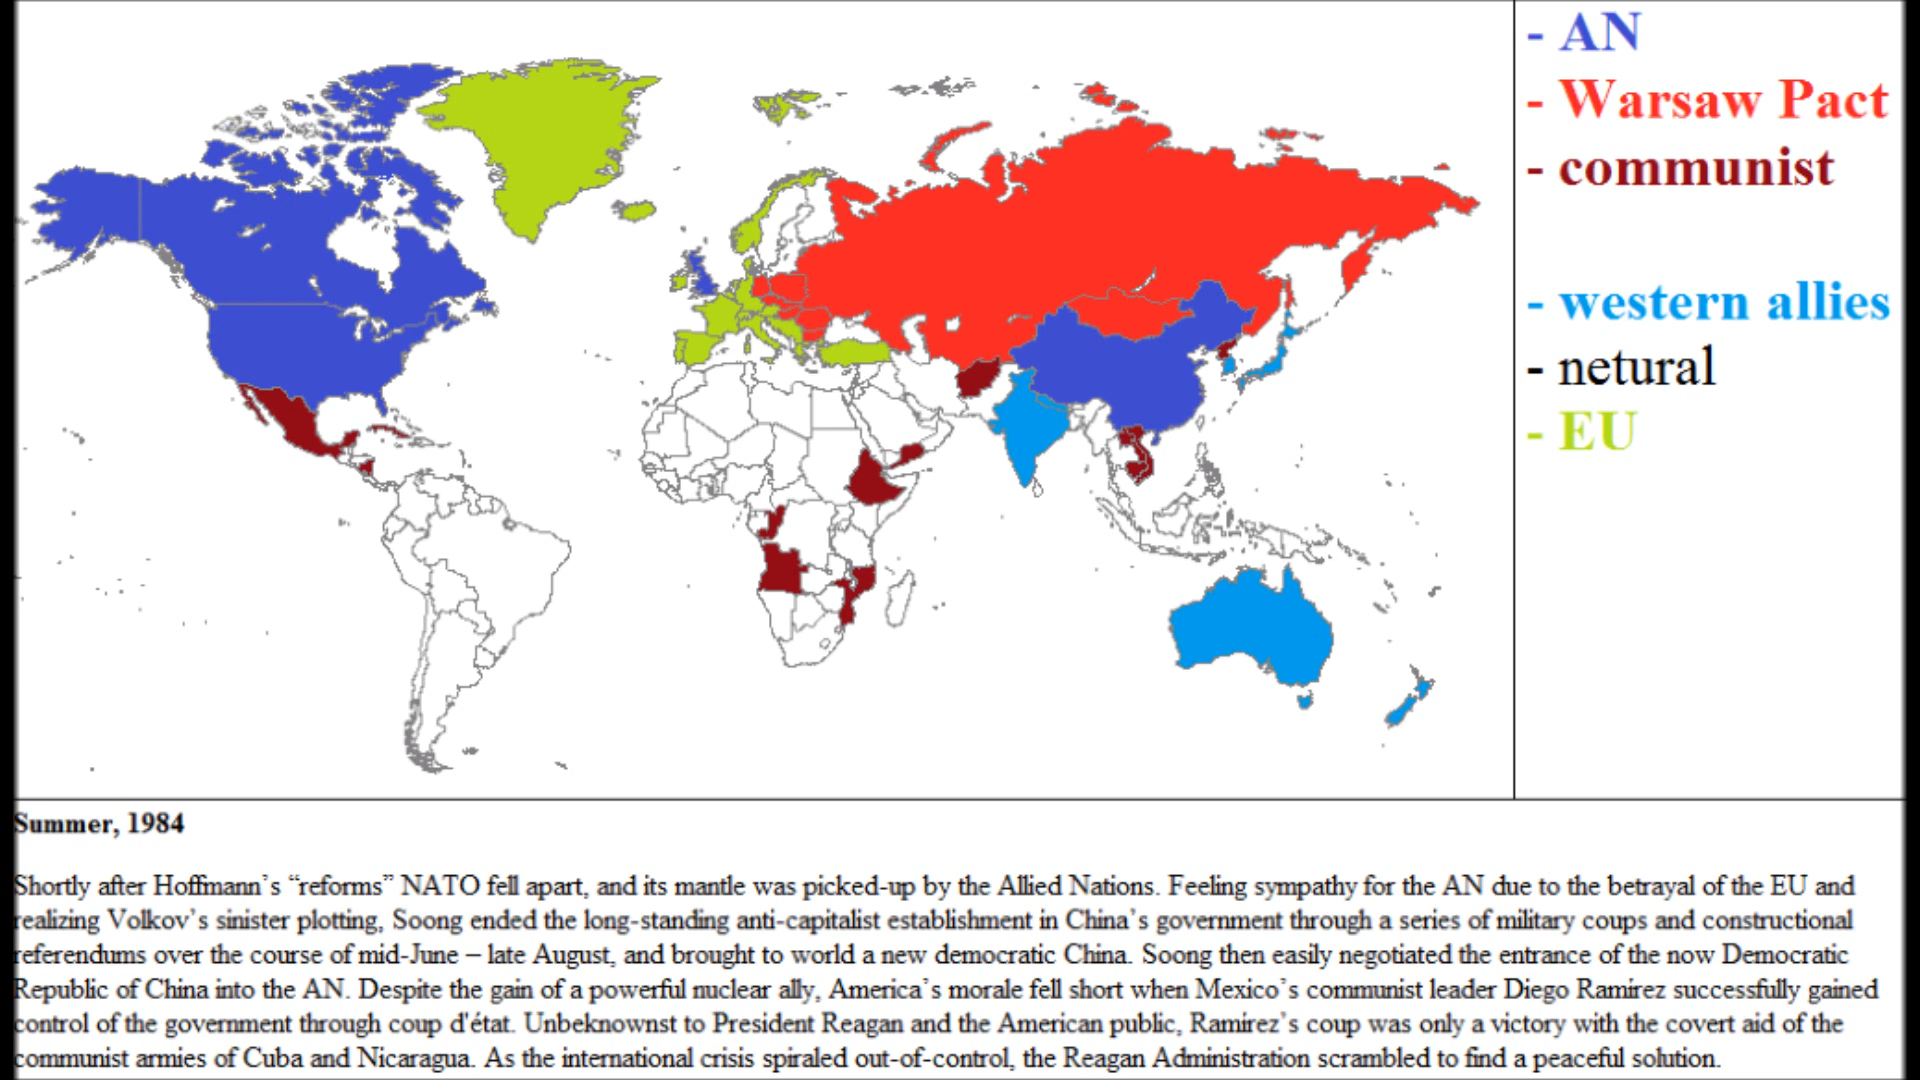 - AN
- Warsaw Pact
- communist
- western allies
- netural
- EU
Summer, 1984
Shortly after Hoffmann's “reforms” NATO fell apart, and its mantle was picked-up by the Allied Nations. Feeling sympathy for the AN due to the betrayal of the EU and
realizing Volkov's sinister plotting, Soong ended the long-standing anti-capitalist establishment in China's government through a series of military coups and constructional
referendums over the course of mid-June – late August, and brought to world a new democratic China. Soong then easily negotiated the entrance of the now Democratic
Republic of China into the AN. Despite the gain of a powerful nuclear ally, America's morale fell short when Mexico's communist leader Diego Ramirez successfully gained
control of the government through coup d'état. Unbeknownst to President Reagan and the American public, Ramirez's coup was only a victory with the covert aid of the
communist armies of Cuba and Nicaragua. As the international crisis spiraled out-of-control, the Reagan Administration scrambled to find a peaceful solution.